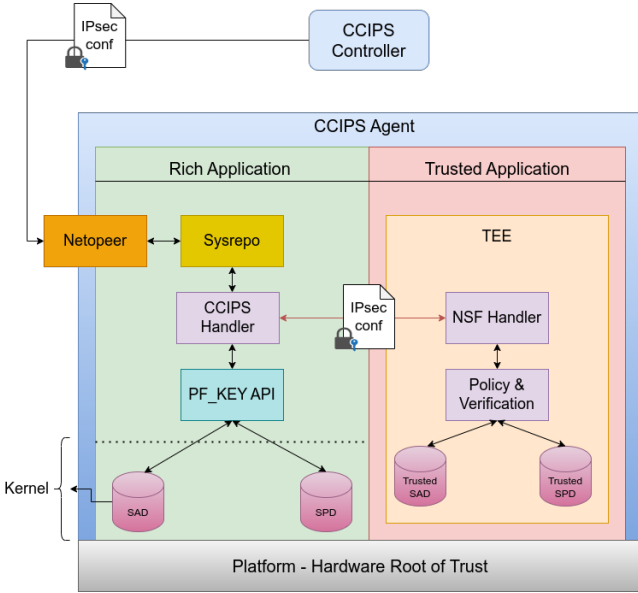 IPsec
conf
CCIPS
Controller
CCIPS Agent
Rich Application
Trusted Application
Netopeer
Sysrepo
TEE
CCIPS
Handler
IPsec
conf
NSF Handler
PF_KEY API
Policy &
Verification
Kernel
SAD
SPD
Trusted
SAD
Trusted
SPD
Platform - Hardware Root of Trust